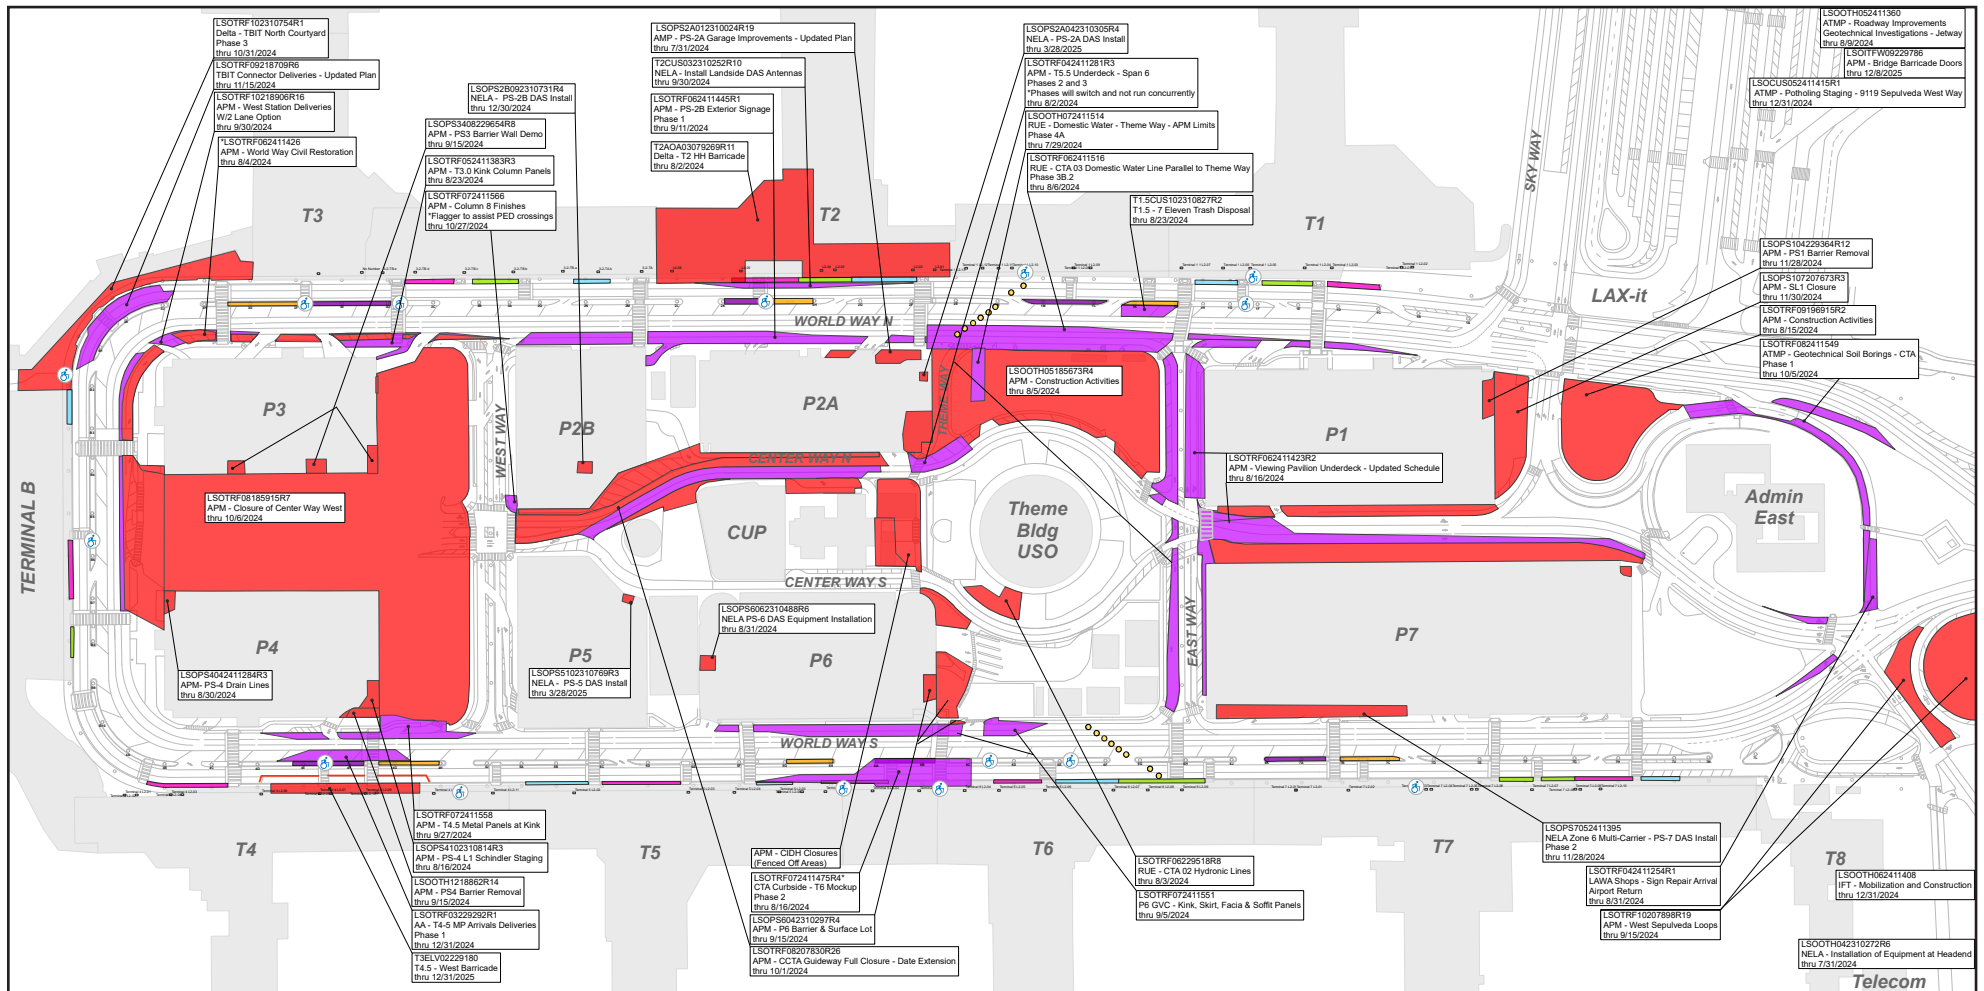 LSOTRF102310754R1
Delta - TBIT North Courtyard
Phase 3
thru 10/31/2024
LSOTRF09218709R6
TBIT Connector Deliveries - Updated Plan
thru 11/15/2024
LSOTRF10218906R16
APM - West Station Deliveries
W/2 Lane Option
thru 9/30/2024
*LSOTRF062411426
APM - World Way Civil Restoration
thru 8/4/2024
LSOPS2B092310731R4
NELA - PS-2B DAS Install
thru 12/30/2024
LSOPS3408229654R8
APM - PS3 Barrier Wall Demo
thru 9/15/2024
LSOTRF052411383R3
APM - T3.0 Kink Column Panels
thru 8/23/2024
LSOTRF072411566
APM - Column 8 Finishes
*Flagger to assist PED crossings
thru 10/27/2024
LSOPS2A012310024R19
AMP - PS-2A Garage Improvements - Updated Plan
thru 7/31/2024
T2CUS032310252R10
NELA - Install Landside DAS Antennas
thru 9/30/2024
LSOTRF062411445R1
APM - PS-2B Exterior Signage
Phase 1
thru 9/11/2024
T2AOA03079269R11
Delta - T2 HH Barricade
thru 8/2/2024
LSOPS2A042310305R4
NELA - PS-2A DAS Install
thru 3/28/2025
LSOTRF042411281R3
APM - T5.5 Underdeck - Span 6
Phases 2 and 3
*Phases will switch and not run concurrently
thru 8/2/2024
LSOOTH072411514
RUE - Domestic Water - Theme Way - APM Limits
Phase 4A
thru 7/29/2024
LSOTRF062411516
RUE - CTA 03 Domestic Water Line Parallel to Theme Way
Phase 3B.2
thru 8/6/2024
T1.5CUS102310827R2
T1.5 - 7 Eleven Trash Disposal
thru 8/23/2024
LSOOTH052411360
ATMP - Roadway Improvements
Geotechnical Investigations - Jetway
thru 8/9/2024
LSOITFW09229786
APM - Bridge Barricade Doors
thru 12/8/2025
LSOCUS052411415R1
ATMP - Potholing Staging - 9119 Sepulveda West Way
thru 12/31/2024
LSOPS104229364R12
APM - PS1 Barrier Removal
thru 11/28/2024
LSOPS107207673R3
APM - SL1 Closure
thru 11/30/2024
LSOTRF09196915R2
APM - Construction Activities
thru 8/15/2024
LSOTRF082411549
ATMP - Geotechnical Soil Borings - CTA
Phase 1
thru 10/5/2024
T3
T2
T1
SKY WAY
LAX-it
WORLD WAY N
P3
WEST WAY
P2B
P2A
THEME WAY
LSOOTH05185673R4
APM - Construction Activities
thru 8/5/2024
P1
CENTER WAY N
LSOTRF062411423R2
APM - Viewing Pavilion Underdeck - Updated Schedule
thru 8/16/2024
TERMINAL B
LSOTRF08185915R7
APM - Closure of Center Way West
thru 10/6/2024
CUP
Theme
Bldg
USO
Admin
East
CENTER WAY S
EAST WAY
P4
P5
P6
P7
LSOPS6062310488R6
NELA PS-6 DAS Equipment Installation
thru 8/31/2024
LSOPS4042411284R3
APM- PS-4 Drain Lines
thru 8/30/2024
LSOPS5102310769R3
NELA - PS-5 DAS Install
thru 3/28/2025
WORLD WAY S
T4
T5
T6
T7
T8
LSOTRF072411558
APM - T4.5 Metal Panels at Kink
thru 9/27/2024
LSOPS4102310814R3
APM - PS-4 L1 Schindler Staging
thru 8/16/2024
LSOOTH1218862R14
APM - PS4 Barrier Removal
thru 9/15/2024
LSOTRF03229292R1
AA - T4-5 MP Arrivals Deliveries
Phase 1
thru 12/31/2024
T3ELV02229180
T4.5 - West Barricade
thru 12/31/2025
APM - CIDH Closures
(Fenced Off Areas)
LSOTRF072411475R4*
CTA Curbside - T6 Mockup
Phase 2
thru 8/16/2024
LSOPS6042310297R4
APM - P6 Barrier & Surface Lot
thru 9/15/2024
LSOTRF08207830R26
APM - CCTA Guideway Full Closure - Date Extension
thru 10/1/2024
LSOTRF06229518R8
RUE - CTA 02 Hydronic Lines
thru 8/3/2024
LSOTRF072411551
P6 GVC - Kink, Skirt, Facia & Soffit Panels
thru 9/5/2024
LSOPS7052411395
NELA Zone 6 Multi-Carrier - PS-7 DAS Install
Phase 2
thru 11/28/2024
LSOTRF042411254R1
LAWA Shops - Sign Repair Arrival
Airport Return
thru 8/31/2024
LSOTRF10207898R19
APM - West Sepulveda Loops
thru 9/15/2024
LSOOTH062411408
IFT - Mobilization and Construction
thru 12/31/2024
LSOOTH042310272R6
NELA - Installation of Equipment at Headend
thru 7/31/2024
Telecom